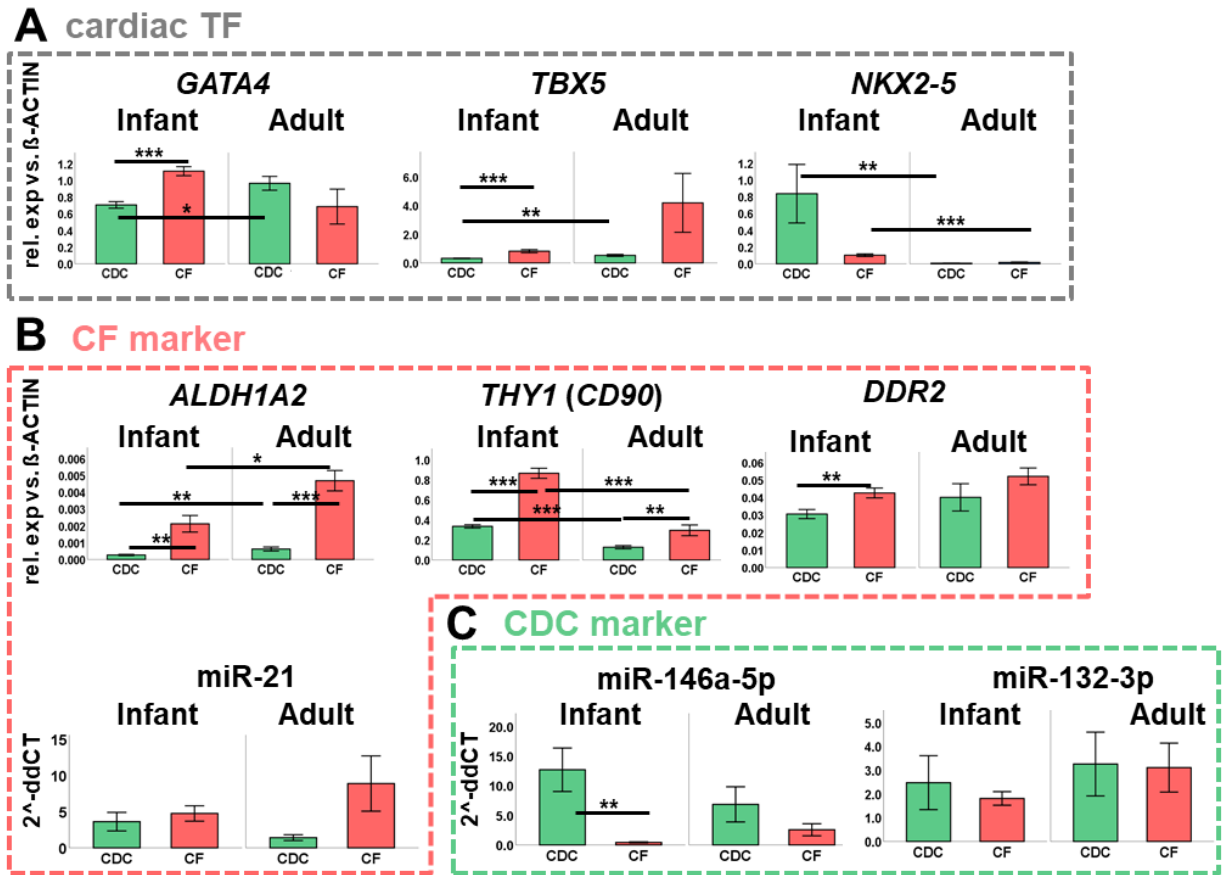 A cardiac TF
rel. exp vs. ß-ACTIN
GATA4
Infant Adult
1.2
1.0
0.8
0.6
0.4
0.2
0.0
***
*
CDC CF CDC CF
TBX5
Infant Adult
6.0
4.0
2.0
0.0
***
**
CDC CF CDC CF
NKX2-5
Infant Adult
1.2
1.0
0.8
0.6
0.4
0.2
0.0
**
***
CDC CF CDC CF
B CF marker
rel. exp vs. ß-ACTIN
ALDH1A2
Infant Adult
0.006
0.005
0.004
0.003
0.002
0.001
0.000
*
** ***
**
CDC CF CDC CF
THY1 (CD90)
Infant Adult
1.0
0.8
0.6
0.4
0.2
0.0
*** ***
*** **
CDC CF CDC CF
DDR2
Infant Adult
0.06
0.05
0.04
0.03
0.02
0.01
0.00
**
CDC CF CDC CF
miR-21
Infant Adult
2^-ddCT
15
10
5
0
CDC CF CDC CF
C CDC marker
miR-146a-5p
Infant Adult
2^-ddCT
20.0
15.0
10.0
5.0
0.0
**
CDC CF CDC CF
miR-132-3p
Infant Adult
5.0
4.0
3.0
2.0
1.0
0.0
CDC CF CDC CF